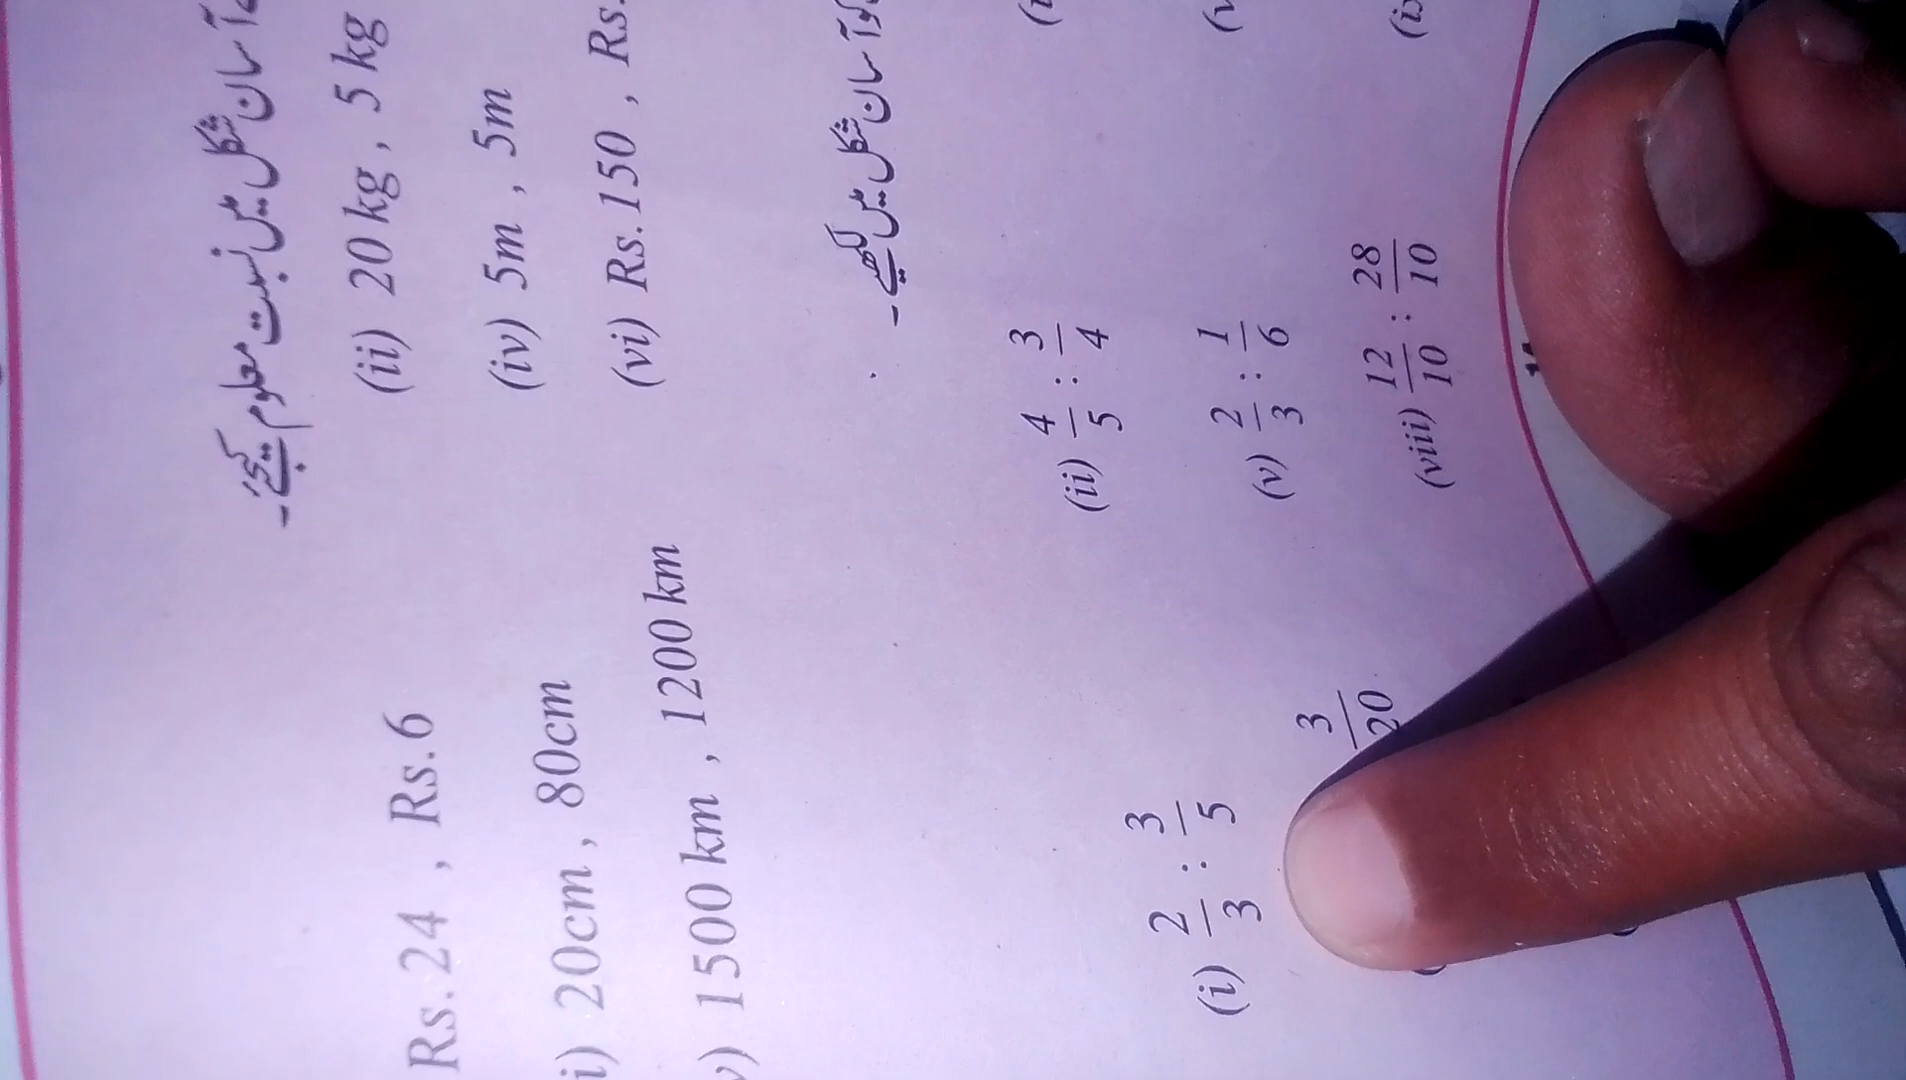 آسان شکل میں نسبت معلوم کیجئے۔
Rs.24 , Rs.6 (ii) 20 kg , 5 kg
i) 20cm , 80cm (iv) 5m , 5m
v) 1500 km , 1200 km (vi) Rs.150 , Rs.
آسان شکل میں لکھیے۔
(i) 2/3 : 3/5 (ii) 4/5 : 3/4 (i
3/20 (v) 2/3 : 1/6 (v
(viii) 12/10 : 28/10 (i